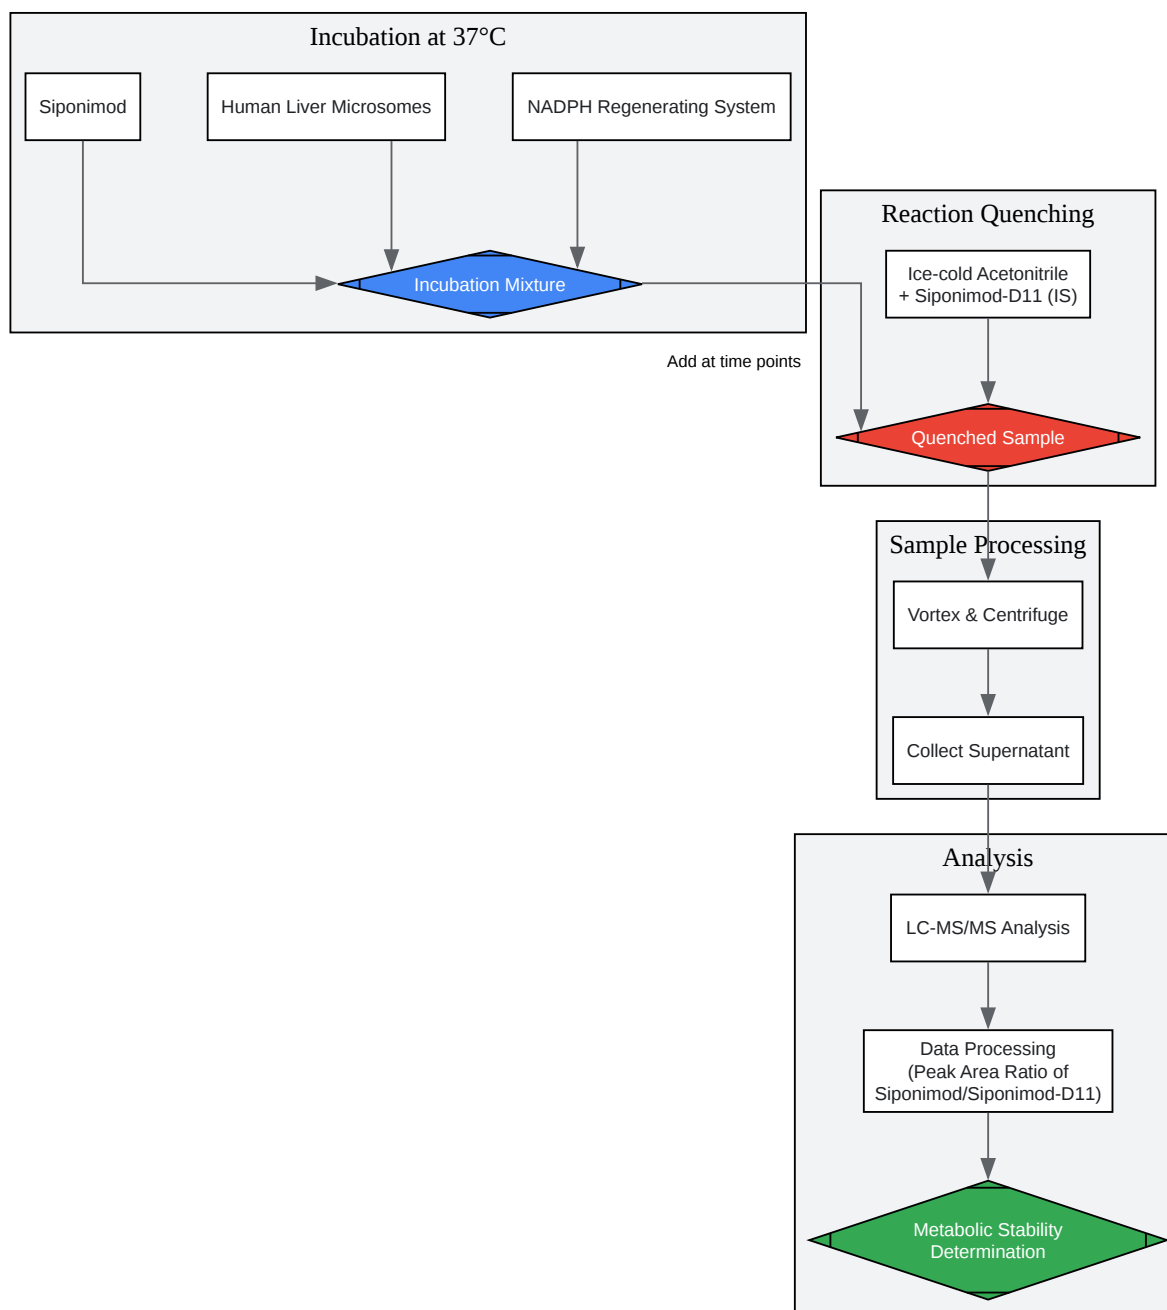 Incubation at 37°C
Siponimod
Human Liver Microsomes
NADPH Regenerating System
Incubation Mixture
Add at time points
Reaction Quenching
Ice-cold Acetonitrile
+ Siponimod-D11 (IS)
Quenched Sample
Sample Processing
Vortex & Centrifuge
Collect Supernatant
Analysis
LC-MS/MS Analysis
Data Processing
(Peak Area Ratio of
Siponimod/Siponimod-D11)
Metabolic Stability
Determination